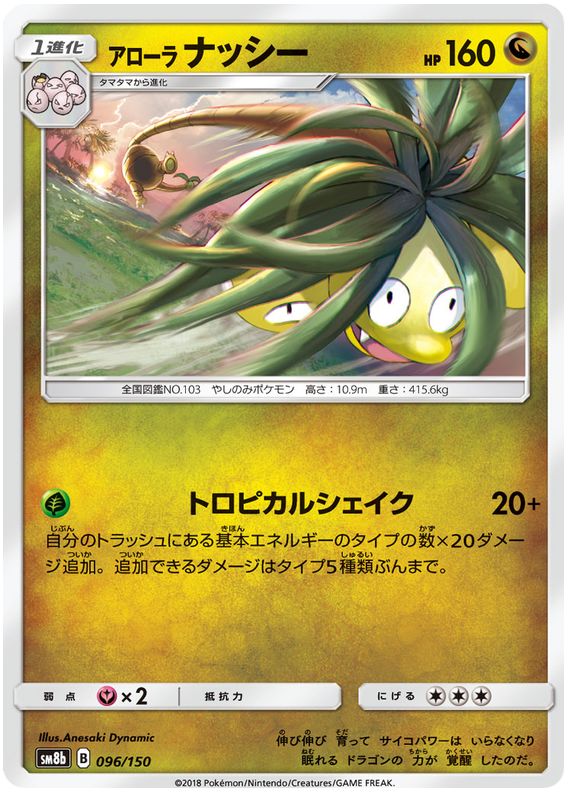 1進化
アローラ ナッシー
HP 160
タマタマから進化
全国図鑑NO.103 やしのみポケモン 高さ：10.9m 重さ：415.6kg
トロピカルシェイク 20+
自分のトラッシュにある基本エネルギーのタイプの数×20ダメ
ージ追加。追加できるダメージはタイプ5種類ぶんまで。
弱点 ×2 抵抗力 にげる
Illus.Anesaki Dynamic
伸び伸び 育って サイコパワーは いらなくなり
眠れる ドラゴンの 力が 覚醒 したのだ。
SM8b B 096/150
©2018 Pokémon/Nintendo/Creatures/GAME FREAK.